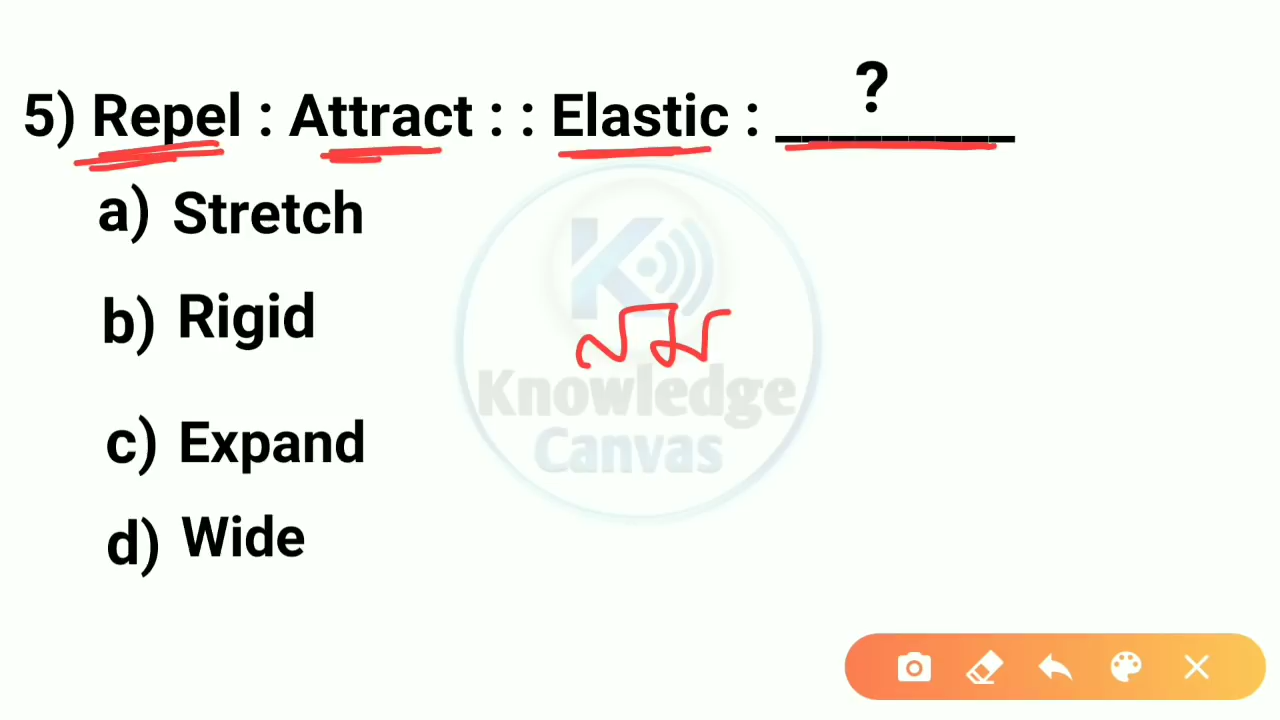 ?
5) Repel : Attract : : Elastic : _________
a) Stretch
b) Rigid
c) Expand
d) Wide
Knowledge
Canvas